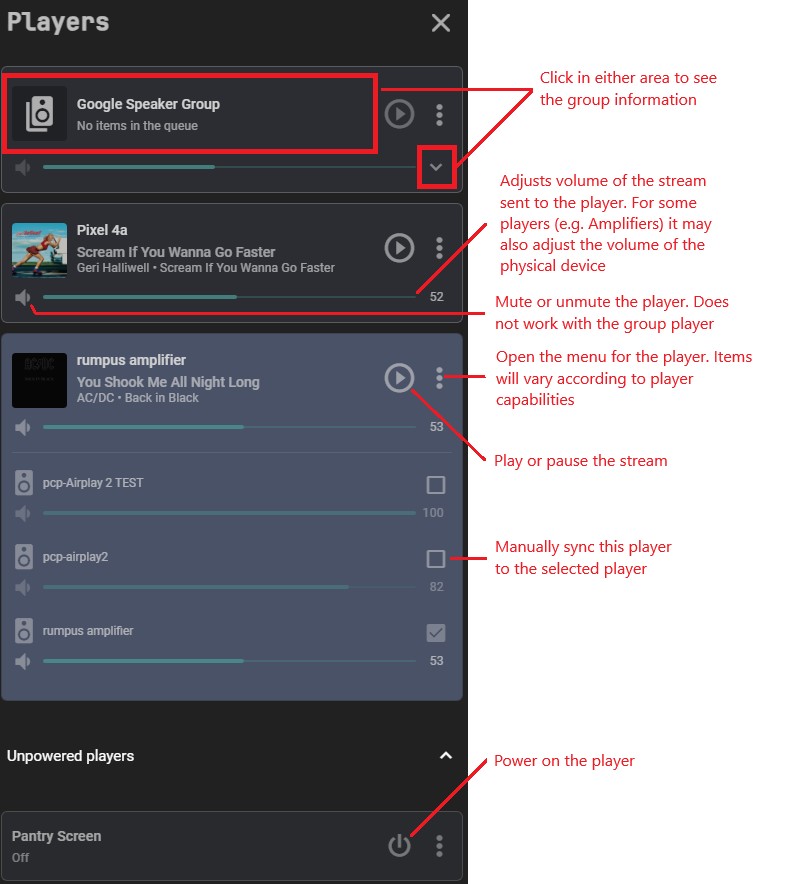 Players
Google Speaker Group
No items in the queue
Click in either area to see
the group information
Pixel 4a
Scream If You Wanna Go Faster
Geri Halliwell • Scream If You Wanna Go Faster
52
Adjusts volume of the stream
sent to the player. For some
players (e.g. Amplifiers) it may
also adjust the volume of the
physical device
Mute or unmute the player. Does
not work with the group player
rumpus amplifier
You Shook Me All Night Long
AC/DC • Back in Black
53
Open the menu for the player. Items
will vary according to player
capabilities
Play or pause the stream
pcp-Airplay 2 TEST
100
pcp-airplay2
82
Manually sync this player
to the selected player
rumpus amplifier
53
Unpowered players
Power on the player
Pantry Screen
Off